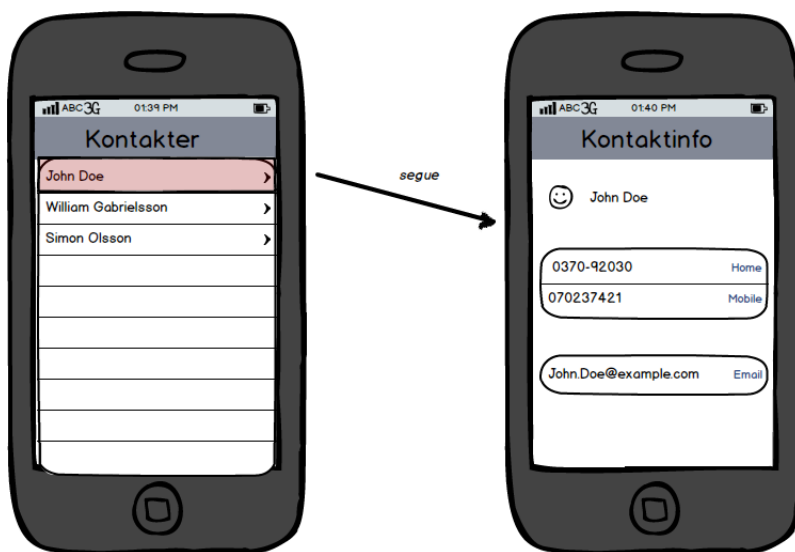 ABC 3G 01:39 PM
Kontakter
John Doe
William Gabrielsson
Simon Olsson
segue
ABC 3G 01:40 PM
Kontaktinfo
John Doe
0370-92030 Home
070237421 Mobile
John.Doe@example.com Email